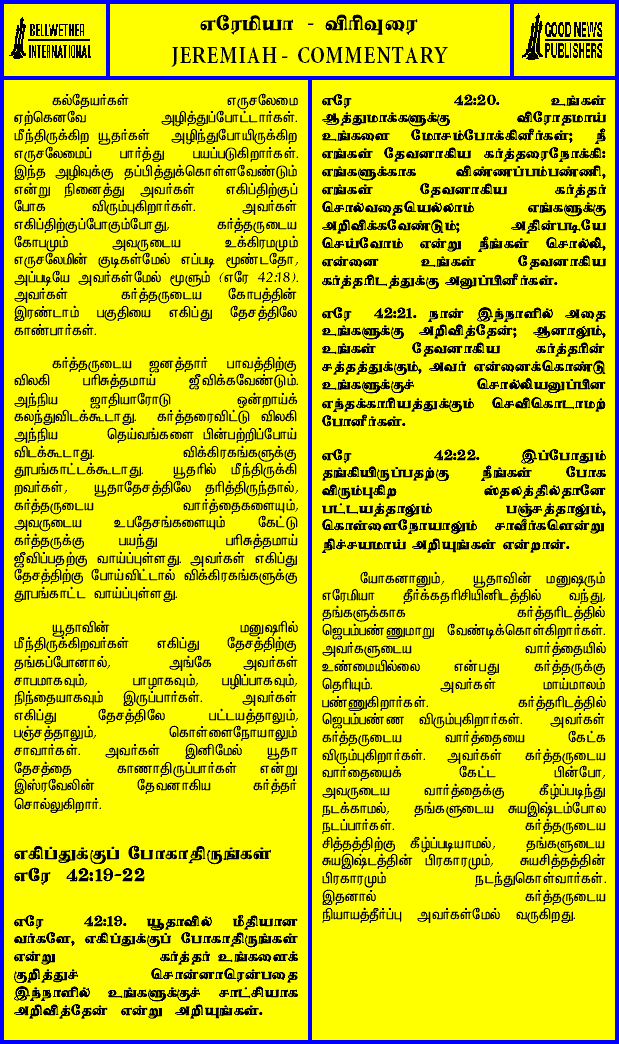 BELLWETHER
INTERNATIONAL
எரேமியா - விரிவுரை
JEREMIAH - COMMENTARY
GOOD NEWS
PUBLISHERS
கல்தேயர்கள் எருசலேமை
ஏற்கெனவே அழித்துப்போட்டார்கள்.
மீந்திருக்கிற யூதர்கள் அழிந்துபோயிருக்கிற
எருசலேமைப் பார்த்து பயப்படுகிறார்கள்.
இந்த அழிவுக்கு தப்பித்துக்கொள்ளவேண்டும்
என்று நினைத்து அவர்கள் எகிப்திற்குப்
போக விரும்புகிறார்கள். அவர்கள்
எகிப்திற்குப்போகும்போது, கர்த்தருடைய
கோபமும் அவருடைய உக்கிரமமும்
எருசலேமின் குடிகள்மேல் எப்படி மூண்டதோ,
அப்படியே அவர்கள்மேல் மூளும் (எரே 42:18).
அவர்கள் கர்த்தருடைய கோபத்தின்
இரண்டாம் பகுதியை எகிப்து தேசத்திலே
காண்பார்கள்.
கர்த்தருடைய ஜனத்தார் பாவத்திற்கு
விலகி பரிசுத்தமாய் ஜீவிக்கவேண்டும்.
அந்நிய ஜாதியாரோடு ஒன்றாய்க்
கலந்துவிடக்கூடாது. கர்த்தரைவிட்டு விலகி
அந்நிய தெய்வங்களை பின்பற்றிப்போய்
விடக்கூடாது. விக்கிரகங்களுக்கு
தூபங்காட்டக்கூடாது. யூதரில் மீந்திருக்கி
றவர்கள், யூதாதேசத்திலே தரித்திருந்தால்,
கர்த்தருடைய வார்த்தைகளையும்,
அவருடைய உபதேசங்களையும் கேட்டு
கர்த்தருக்கு பயந்து பரிசுத்தமாய்
ஜீவிப்பதற்கு வாய்ப்புள்ளது. அவர்கள் எகிப்து
தேசத்திற்கு போய்விட்டால் விக்கிரகங்களுக்கு
தூபங்காட்ட வாய்ப்புள்ளது.
யூதாவின் மனுஷரில்
மீந்திருக்கிறவர்கள் எகிப்து தேசத்திற்கு
தங்கப்போனால், அங்கே அவர்கள்
சாபமாகவும், பாழாகவும், பழிப்பாகவும்,
நிந்தையாகவும் இருப்பார்கள். அவர்கள்
எகிப்து தேசத்திலே பட்டயத்தாலும்,
பஞ்சத்தாலும், கொள்ளைநோயாலும்
சாவார்கள். அவர்கள் இனிமேல் யூதா
தேசத்தை காணாதிருப்பார்கள் என்று
இஸ்ரவேலின் தேவனாகிய கர்த்தர்
சொல்லுகிறார்.
எகிப்துக்குப் போகாதிருங்கள்
எரே 42:19-22
எரே 42:19. யூதாவில் மீதியான
வர்களே, எகிப்துக்குப் போகாதிருங்கள்
என்று கர்த்தர் உங்களைக்
குறித்துச் சொன்னாரென்பதை
இந்நாளில் உங்களுக்குச் சாட்சியாக
அறிவித்தேன் என்று அறியுங்கள்.
எரே 42:20. உங்கள்
ஆத்துமாக்களுக்கு விரோதமாய்
உங்களை மோசம்போக்கினீர்கள்; நீ
எங்கள் தேவனாகிய கர்த்தரைநோக்கி:
எங்களுக்காக விண்ணப்பம்பண்ணி,
எங்கள் தேவனாகிய கர்த்தர்
சொல்வதையெல்லாம் எங்களுக்கு
அறிவிக்கவேண்டும்; அதின்படியே
செய்வோம் என்று நீங்கள் சொல்லி,
என்னை உங்கள் தேவனாகிய
கர்த்தரிடத்துக்கு அனுப்பினீர்கள்.
எரே 42:21. நான் இந்நாளில் அதை
உங்களுக்கு அறிவித்தேன்; ஆனாலும்,
உங்கள் தேவனாகிய கர்த்தரின்
சத்தத்துக்கும், அவர் என்னைக்கொண்டு
உங்களுக்குச் சொல்லியனுப்பின
எந்தக்காரியத்துக்கும் செவிகொடாமற்
போனீர்கள்.
எரே 42:22. இப்போதும்
தங்கியிருப்பதற்கு நீங்கள் போக
விரும்புகிற ஸ்தலத்தில்தானே
பட்டயத்தாலும் பஞ்சத்தாலும்,
கொள்ளைநோயாலும் சாவீர்களென்று
நிச்சயமாய் அறியுங்கள் என்றான்.
யோகனானும், யூதாவின் மனுஷரும்
எரேமியா தீர்க்கதரிசியினிடத்தில் வந்து,
தங்களுக்காக கர்த்தரிடத்தில்
ஜெபம்பண்ணுமாறு வேண்டிக்கொள்கிறார்கள்.
அவர்களுடைய வார்த்தையில்
உண்மையில்லை என்பது கர்த்தருக்கு
தெரியும். அவர்கள் மாய்மாலம்
பண்ணுகிறார்கள். கர்த்தரிடத்தில்
ஜெபம்பண்ண விரும்புகிறார்கள். அவர்கள்
கர்த்தருடைய வார்த்தையை கேட்க
விரும்புகிறார்கள். அவர்கள் கர்த்தருடைய
வார்தையைக் கேட்ட பின்போ,
அவருடைய வார்த்தைக்கு கீழ்ப்படிந்து
நடக்காமல், தங்களுடைய சுயஇஷ்டம்போல
நடப்பார்கள். கர்த்தருடைய
சித்தத்திற்கு கீழ்ப்படியாமல், தங்களுடைய
சுயஇஷ்டத்தின் பிரகாரமும், சுயசித்தத்தின்
பிரகாரமும் நடந்துகொள்வார்கள்.
இதனால் கர்த்தருடைய
நியாயத்தீர்ப்பு அவர்கள்மேல் வருகிறது.